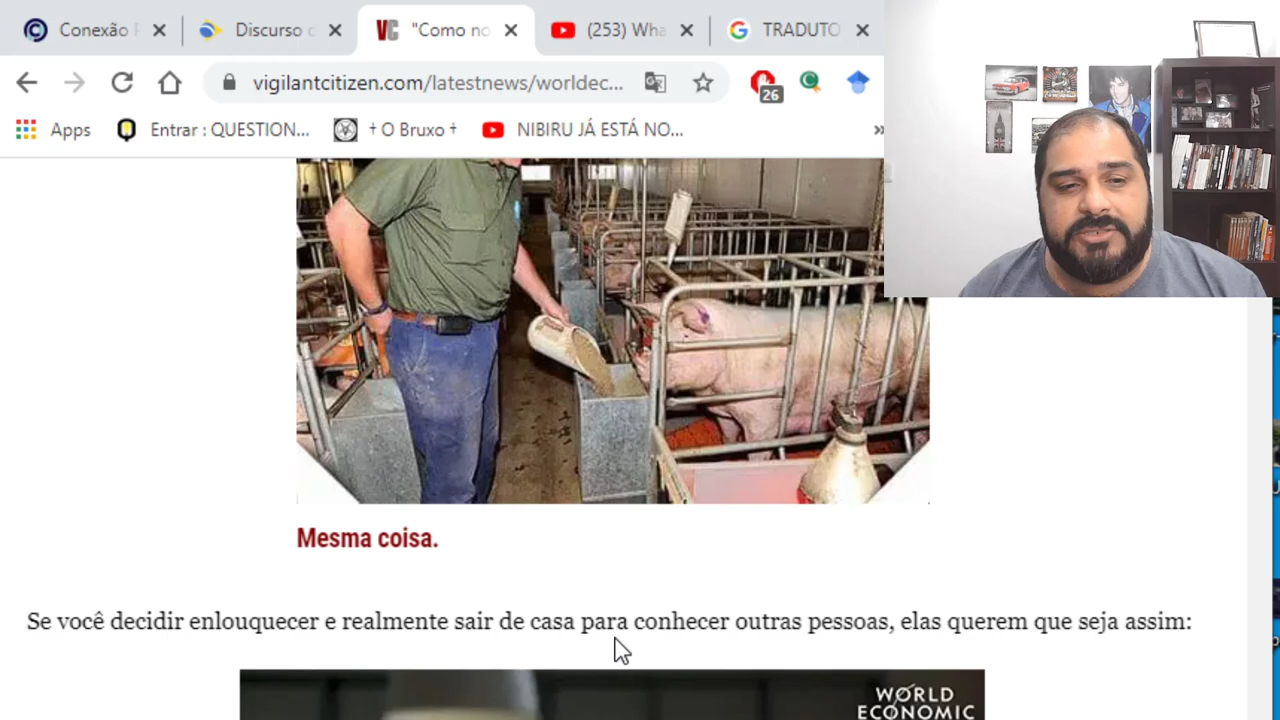 Conexão
Discurso
VC "Como no
(253) Wha
TRADUTO
vigilantcitizen.com/latestnews/worldec...
26
Apps
Entrar : QUESTION...
† O Bruxo †
NIBIRU JÁ ESTÁ NO...
»
Mesma coisa.
Se você decidir enlouquecer e realmente sair de casa para conhecer outras pessoas, elas querem que seja assim:
WORLD
ECONOMIC